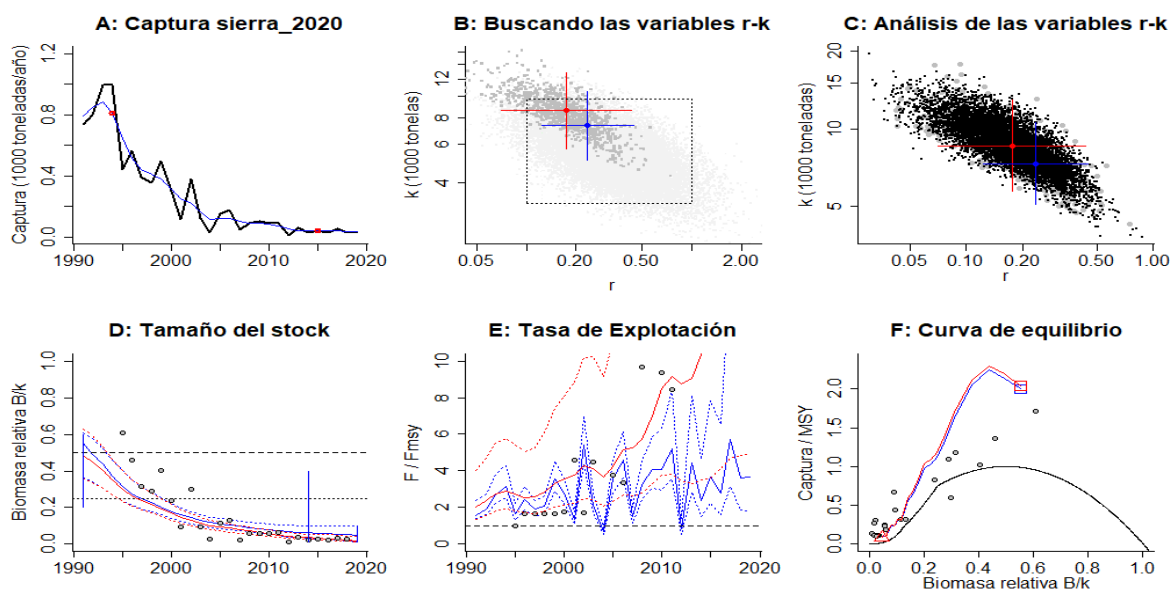 A: Captura sierra_2020
Captura (1000 toneladas/año)
0.0 0.4 0.8 1.2
1990 2000 2010 2020
B: Buscando las variables r-k
k (1000 tonelas)
4 6 8 12
0.05 0.20 0.50 2.00
r
C: Análisis de las variables r-k
k (1000 toneladas)
5 10 15 20
0.05 0.10 0.20 0.50 1.00
r
D: Tamaño del stock
Biomasa relativa B/k
0.0 0.2 0.4 0.6 0.8 1.0
1990 2000 2010 2020
E: Tasa de Explotación
F / Fmsy
0 2 4 6 8 10
1990 2000 2010 2020
F: Curva de equilibrio
Captura / MSY
0.0 0.5 1.0 1.5 2.0
0.0 0.2 0.4 0.6 0.8 1.0
Biomasa relativa B/k